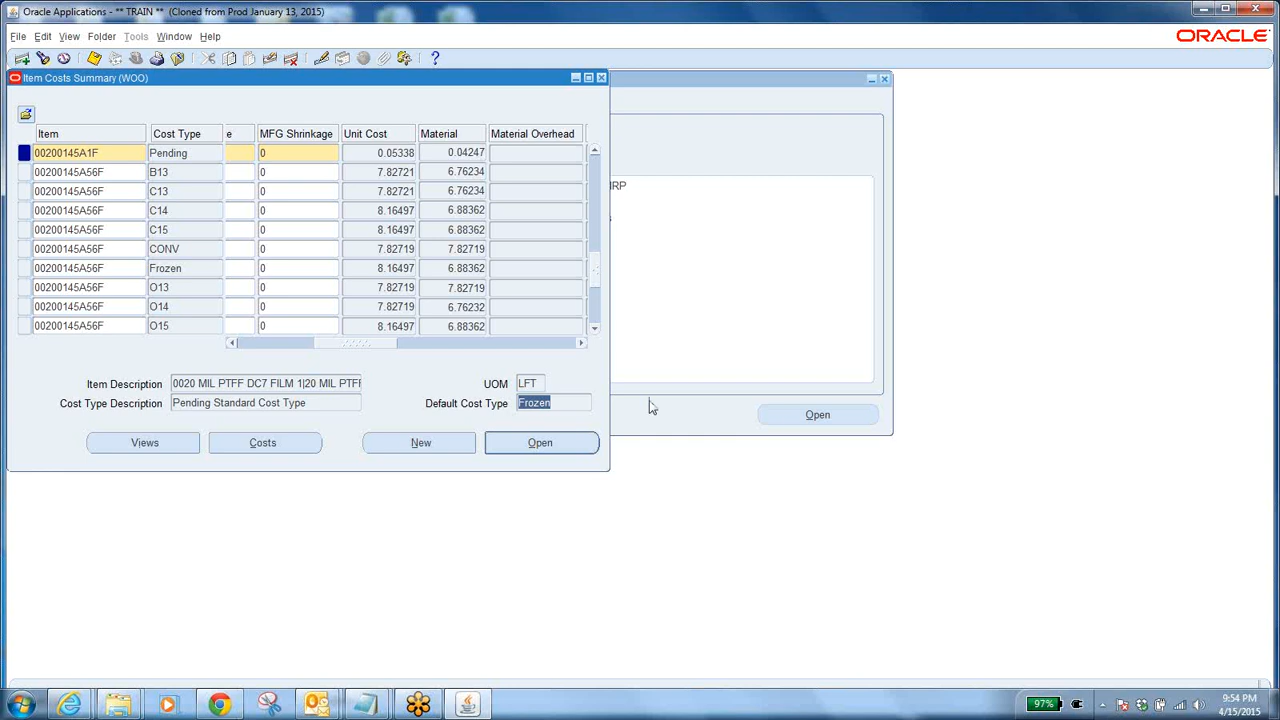 Oracle Applications - ** TRAIN ** (Cloned from Prod January 13, 2015)
File Edit View Folder Tools Window Help
ORACLE
Item Costs Summary (WOO)
Item Cost Type e MFG Shrinkage Unit Cost Material Material Overhead
00200145A1F Pending 0 0.05338 0.04247
00200145A56F B13 0 7.82721 6.76234
00200145A56F C13 0 7.82721 6.76234
00200145A56F C14 0 8.16497 6.88362
00200145A56F C15 0 8.16497 6.88362
00200145A56F CONV 0 7.82719 7.82719
00200145A56F Frozen 0 8.16497 6.88362
00200145A56F O13 0 7.82719 7.82719
00200145A56F O14 0 7.82719 6.76232
00200145A56F O15 0 8.16497 6.88362
IRP
s
Item Description 0020 MIL PTFF DC7 FILM 1|20 MIL PTF UOM LFT
Cost Type Description Pending Standard Cost Type Default Cost Type Frozen
Views Costs New Open
Open
97%
9:54 PM
4/15/2015